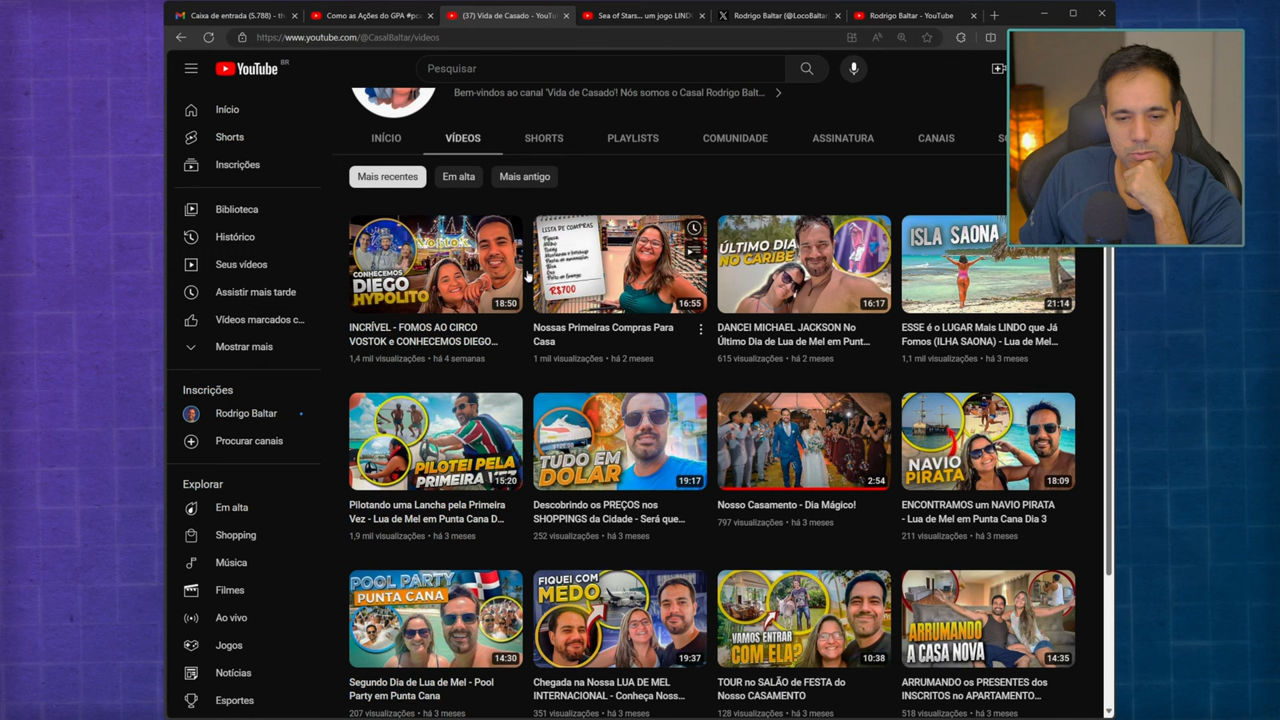 Caixa de entrada (5.788) - th
Como as Ações do GPA #pc
(37) Vida de Casado - YouTu
Sea of Stars... um jogo LIND
Rodrigo Baltar (@LocoBaltar
Rodrigo Baltar - YouTube
https://www.youtube.com/@CasalBaltar/videos
YouTube BR
Pesquisar
Bem-vindos ao canal 'Vida de Casado'! Nós somos o Casal Rodrigo Balt...
INÍCIO
VÍDEOS
SHORTS
PLAYLISTS
COMUNIDADE
ASSINATURA
CANAIS
Mais recentes
Em alta
Mais antigo
Início
Shorts
Inscrições
Biblioteca
Histórico
Seus vídeos
Assistir mais tarde
Vídeos marcados c...
Mostrar mais
Inscrições
Rodrigo Baltar
Procurar canais
Explorar
Em alta
Shopping
Música
Filmes
Ao vivo
Jogos
Notícias
Esportes
VOSTOK
CONHECEMOS
DIEGO
HYPOLITO
18:50
INCRÍVEL - FOMOS AO CIRCO
VOSTOK e CONHECEMOS DIEGO...
1,4 mil visualizações • há 4 semanas
LISTA DE COMPRAS
R$700
16:55
Nossas Primeiras Compras Para
Casa
1 mil visualizações • há 2 meses
ÚLTIMO DIA
NO CARIBE
16:17
DANCEI MICHAEL JACKSON No
Último Dia de Lua de Mel em Punt...
615 visualizações • há 2 meses
ISLA SAONA
21:14
ESSE é o LUGAR Mais LINDO que Já
Fomos (ILHA SAONA) - Lua de Mel...
1,1 mil visualizações • há 3 meses
PILOTEI PELA
PRIMEIRA VEZ
15:20
Pilotando uma Lancha pela Primeira
Vez - Lua de Mel em Punta Cana D...
1,9 mil visualizações • há 3 meses
TUDO EM
DOLAR
19:17
Descobrindo os PREÇOS nos
SHOPPINGS da Cidade - Será que...
252 visualizações • há 3 meses
2:54
Nosso Casamento - Dia Mágico!
797 visualizações • há 3 meses
NAVIO
PIRATA
18:09
ENCONTRAMOS um NAVIO PIRATA
- Lua de Mel em Punta Cana Dia 3
211 visualizações • há 3 meses
POOL PARTY
PUNTA CANA
14:30
Segundo Dia de Lua de Mel - Pool
Party em Punta Cana
207 visualizações • há 3 meses
FIQUEI COM
MEDO
19:37
Chegada na Nossa LUA DE MEL
INTERNACIONAL - Conheça Noss...
351 visualizações • há 3 meses
VAMOS ENTRAR
COM ELA?
10:38
TOUR no SALÃO de FESTA do
Nosso CASAMENTO
128 visualizações • há 3 meses
ARRUMANDO
A CASA NOVA
14:35
ARRUMANDO os PRESENTES dos
INSCRITOS no APARTAMENTO...
518 visualizações • há 3 meses